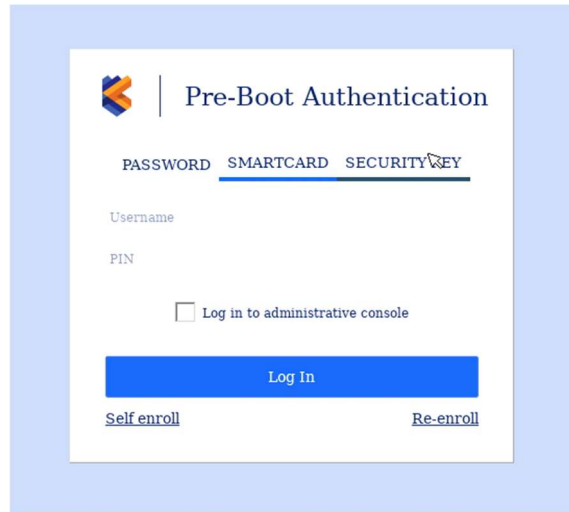 Pre-Boot Authentication
PASSWORD SMARTCARD SECURITY KEY
Username
PIN
Log in to administrative console
Log In
Self enroll Re-enroll